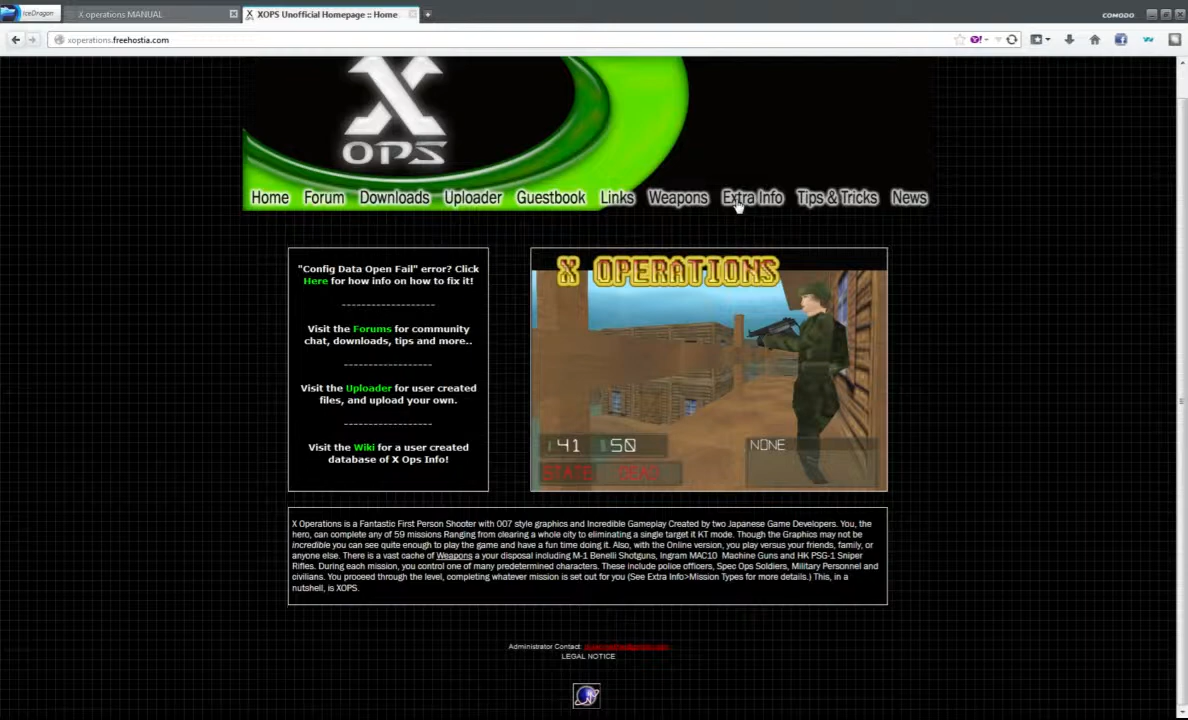 IceDragon
X operations MANUAL
XOPS Unofficial Homepage :: Home
COMODO
xoperations.freehostia.com
X
OPS
Home Forum Downloads Uploader Guestbook Links Weapons Extra Info Tips & Tricks News
"Config Data Open Fail" error? Click
Here for how info on how to fix it!
-------------------
Visit the Forums for community
chat, downloads, tips and more..
------------------
Visit the Uploader for user created
files, and upload your own.
------------------
Visit the Wiki for a user created
database of X Ops Info!
X OPERATIONS
41 50
NONE
STATE DEAD
X Operations is a Fantastic First Person Shooter with 007 style graphics and Incredible Gameplay Created by two Japanese Game Developers. You, the
hero, can complete any of 59 missions Ranging from clearing a whole city to eliminating a single target it KT mode. Though the Graphics may not be
incredible you can see quite enough to play the game and have a fun time doing it. Also, with the Online version, you play versus your friends, family, or
anyone else. There is a vast cache of Weapons a your disposal including M-1 Benelli Shotguns, Ingram MAC10 Machine Guns and HK PSG-1 Sniper
Rifles. During each mission, you control one of many predetermined characters. These include police officers, Spec Ops Soldiers, Military Personnel and
civilians. You proceed through the level, completing whatever mission is set out for you (See Extra Info>Mission Types for more details.) This, in a
nutshell, is XOPS.
Administrator Contact:
LEGAL NOTICE